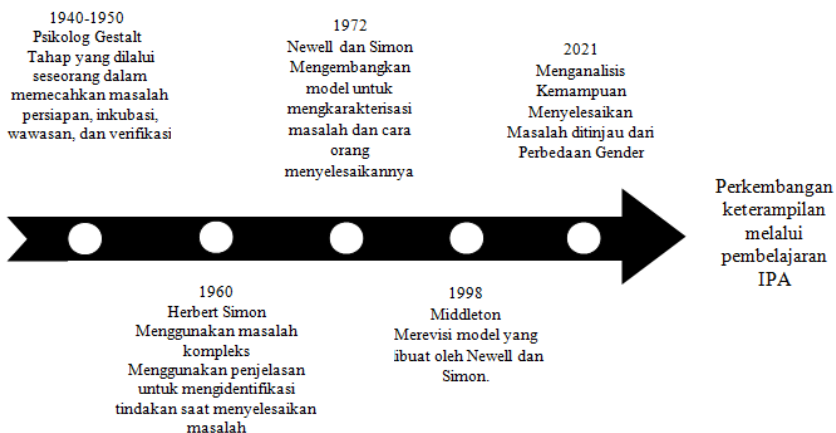 1940-1950
Psikolog Gestalt
Tahap yang dilalui
seseorang dalam
memecahkan masalah
persiapan, inkubasi,
wawasan, dan verifikasi
1972
Newell dan Simon
Mengembangkan
model untuk
mengkarakterisasi
masalah dan cara
orang
menyelesaikannya
2021
Menganalisis
Kemampuan
Menyelesaikan
Masalah ditinjau dari
Perbedaan Gender
Perkembangan
keterampilan
melalui
pembelajaran
IPA
1960
Herbert Simon
Menggunakan masalah
kompleks
Menggunakan penjelasan
untuk mengidentifikasi
tindakan saat menyelesaikan
masalah
1998
Middleton
Merevisi model yang
ibuat oleh Newell dan
Simon.